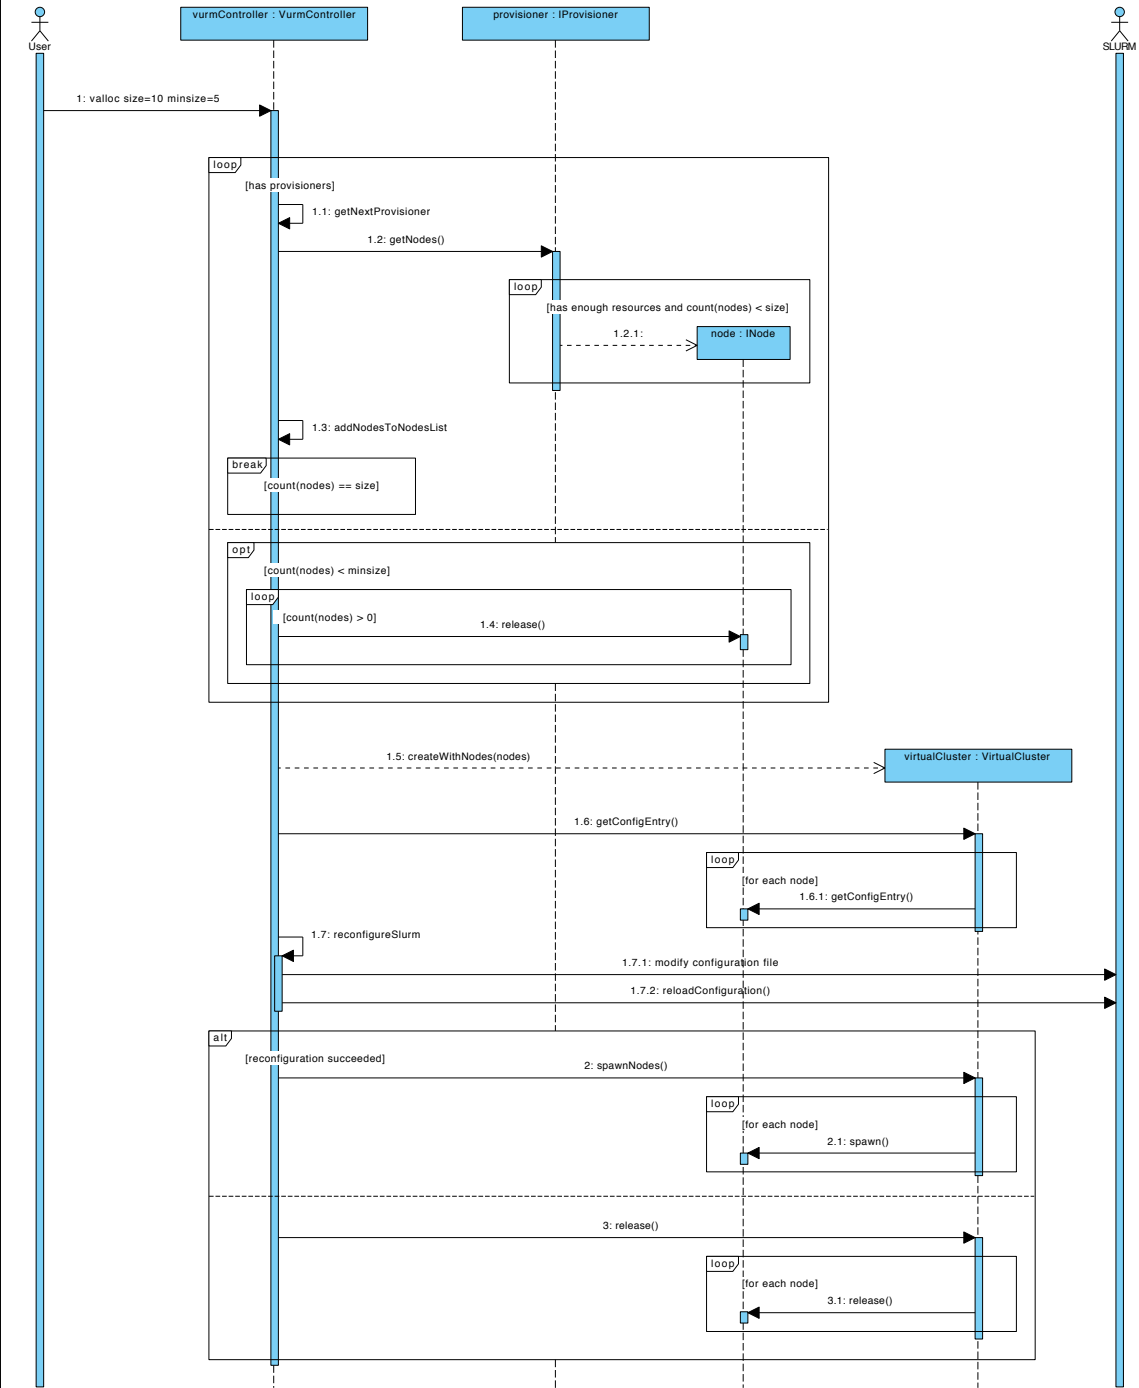 vurmController : VurmController
provisioner : IProvisioner
User
SLURM
1: valloc size=10 minsize=5
loop
[has provisioners]
1.1: getNextProvisioner
1.2: getNodes()
loop
[has enough resources and count(nodes) < size]
1.2.1:
node : INode
1.3: addNodesToNodesList
break
[count(nodes) == size]
opt
[count(nodes) < minsize]
loop
[count(nodes) > 0]
1.4: release()
1.5: createWithNodes(nodes)
virtualCluster : VirtualCluster
1.6: getConfigEntry()
loop
[for each node]
1.6.1: getConfigEntry()
1.7: reconfigureSlurm
1.7.1: modify configuration file
1.7.2: reloadConfiguration()
alt
[reconfiguration succeeded]
2: spawnNodes()
loop
[for each node]
2.1: spawn()
3: release()
loop
[for each node]
3.1: release()